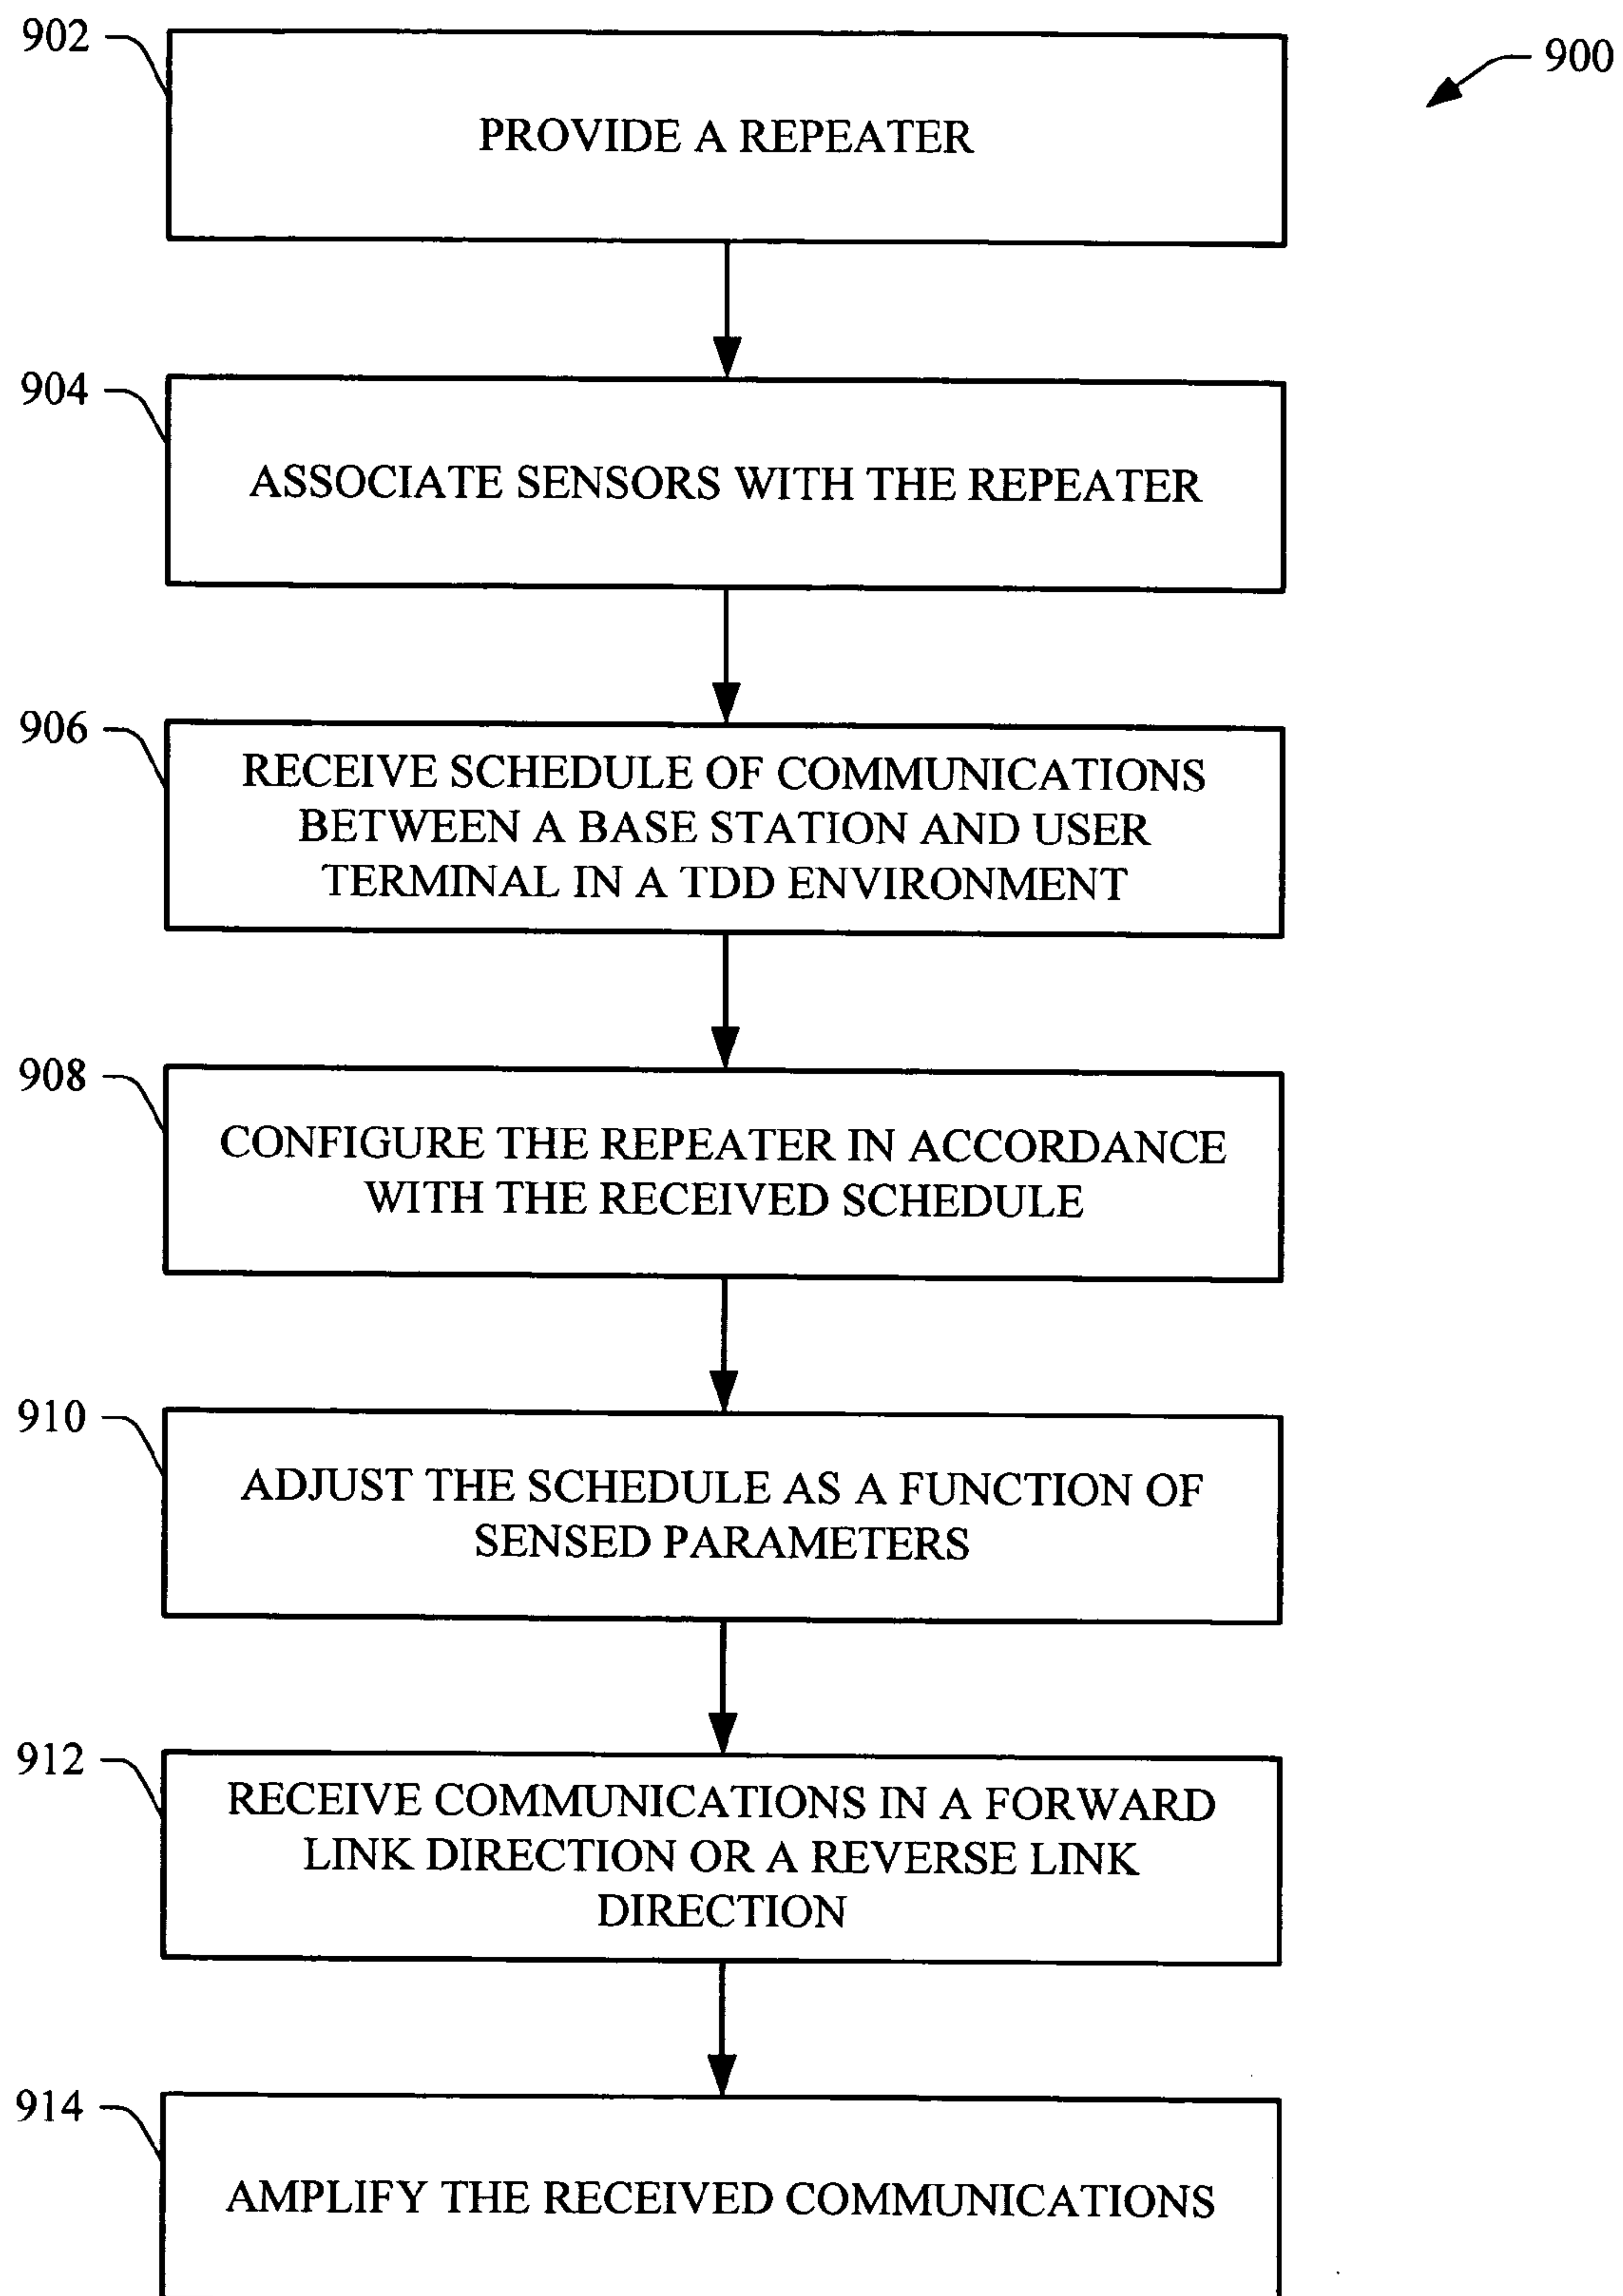 902
900
PROVIDE A REPEATER
904
ASSOCIATE SENSORS WITH THE REPEATER
906
RECEIVE SCHEDULE OF COMMUNICATIONS
BETWEEN A BASE STATION AND USER
TERMINAL IN A TDD ENVIRONMENT
908
CONFIGURE THE REPEATER IN ACCORDANCE
WITH THE RECEIVED SCHEDULE
910
ADJUST THE SCHEDULE AS A FUNCTION OF
SENSED PARAMETERS
912
RECEIVE COMMUNICATIONS IN A FORWARD
LINK DIRECTION OR A REVERSE LINK
DIRECTION
914
AMPLIFY THE RECEIVED COMMUNICATIONS